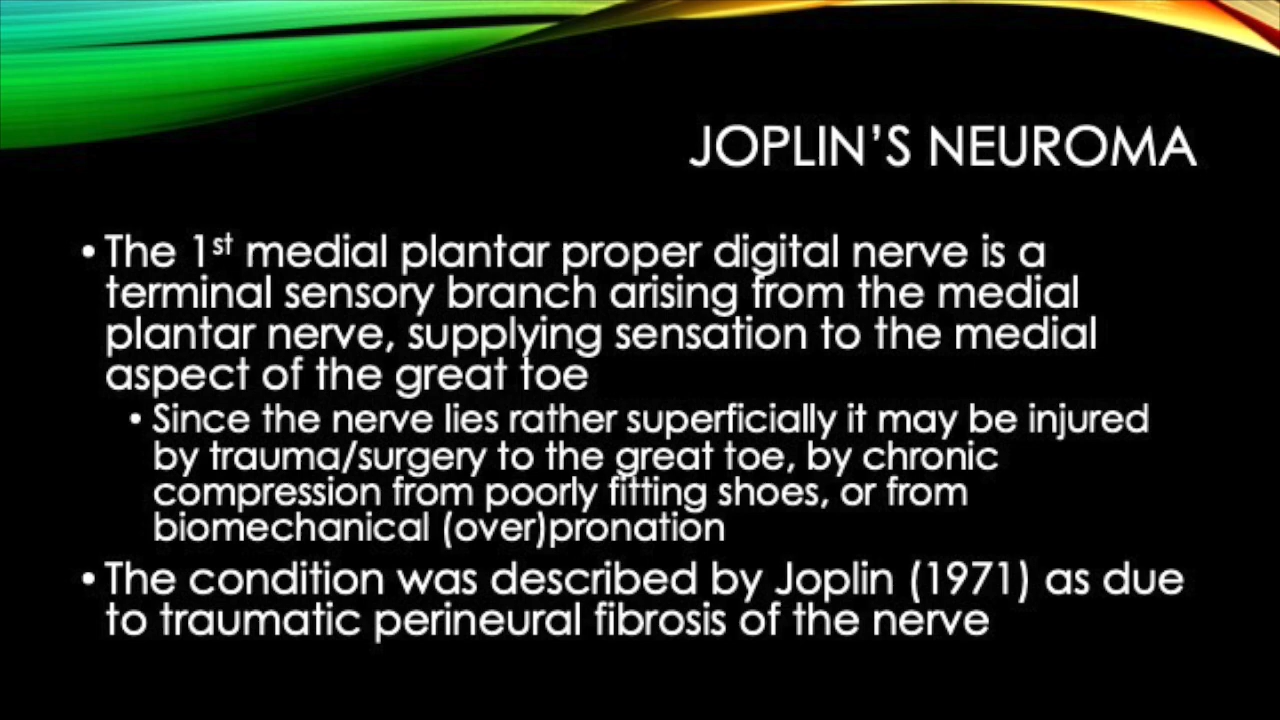 JOPLIN’S NEUROMA
• The 1st medial plantar proper digital nerve is a
terminal sensory branch arising from the medial
plantar nerve, supplying sensation to the medial
aspect of the great toe
• Since the nerve lies rather superficially it may be injured
by trauma/surgery to the great toe, by chronic
compression from poorly fitting shoes, or from
biomechanical (over)pronation
• The condition was described by Joplin (1971) as due
to traumatic perineural fibrosis of the nerve